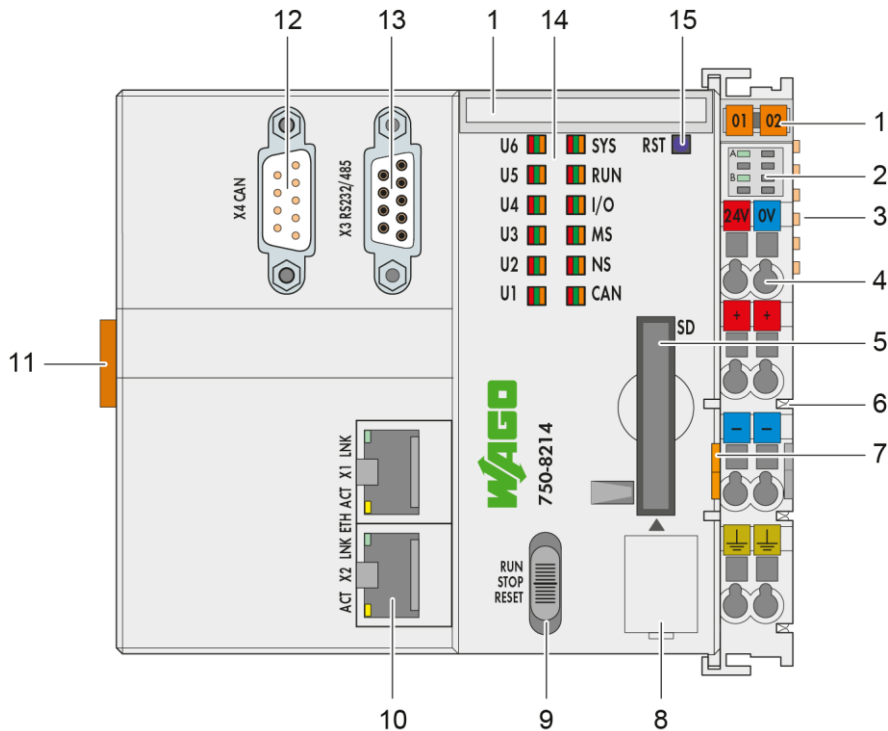 12 13 1 14 15
01 02 1
U6 SYS RST
A
B
2
U5 RUN
X4 CAN
X3 RS232/485
U4 I/O
24V 0V 3
U3 MS
U2 NS
4
U1 CAN
+ +
SD
5
11
6
WAGO
750-8214
- -
7
ACT X1 LNK
ETH
ACT X2 LNK
RUN
STOP
RESET
10 9 8